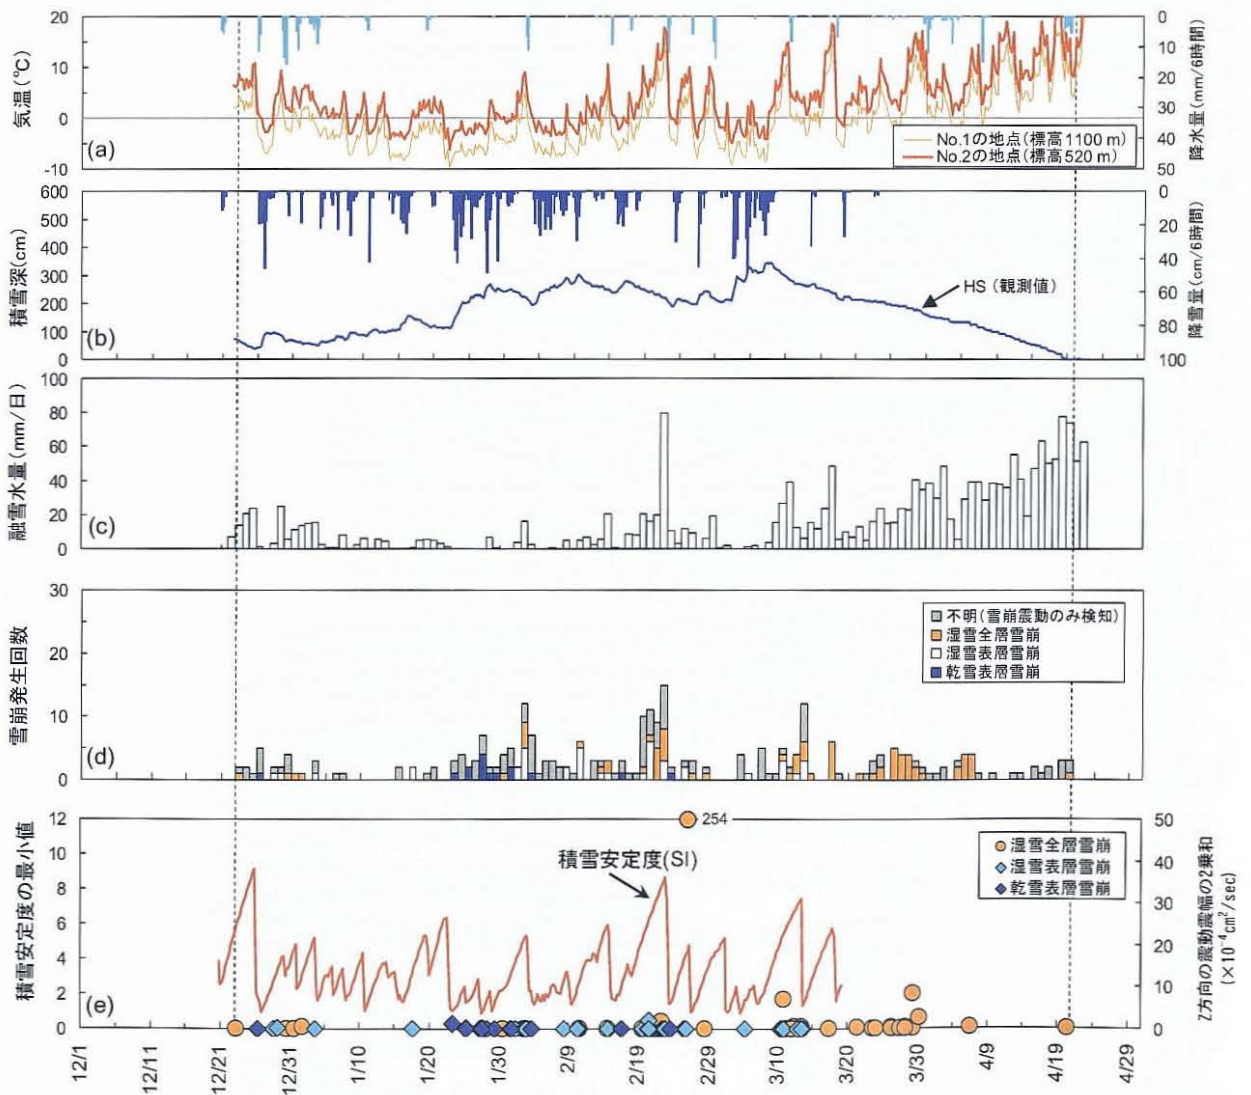 気温(℃)
20
10
0
-10
(a)
No.1の地点(標高1100 m)
No.2の地点(標高520 m)
0
10
20
30
40
50
降水量(mm/6時間)
積雪深(cm)
600
500
400
300
200
100
0
(b)
HS (観測値)
0
20
40
60
80
100
降雪量(cm/6時間)
融雪水量(mm/日)
100
80
60
40
20
0
(c)
雪崩発生回数
30
20
10
0
(d)
不明(雪崩震動のみ検知)
湿雪全層雪崩
湿雪表層雪崩
乾雪表層雪崩
積雪安定度の最小値
12
10
8
6
4
2
0
(e)
積雪安定度(SI)
254
湿雪全層雪崩
湿雪表層雪崩
乾雪表層雪崩
50
40
30
20
10
0
Z方向の震動震幅の2乗和
(×10⁻⁴cm²/sec)
12/1
12/11
12/21
12/31
1/10
1/20
1/30
2/9
2/19
2/29
3/10
3/20
3/30
4/9
4/19
4/29